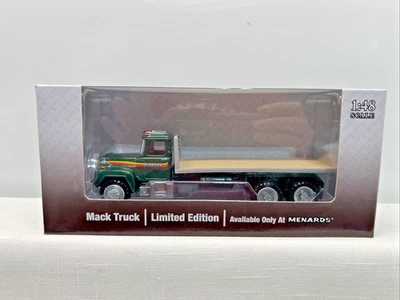 1:48
SCALE
Mack Truck | Limited Edition | Available Only At MENARDS®